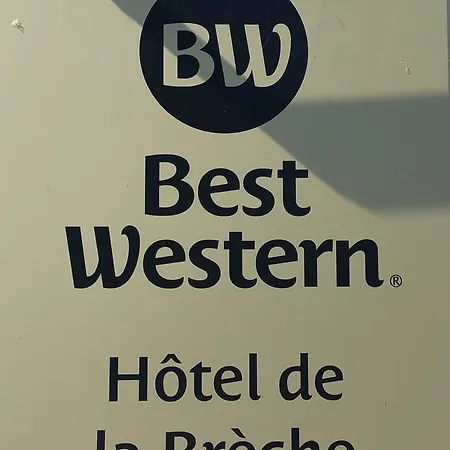 BW
Best
Western®
Hôtel de
la Brèche